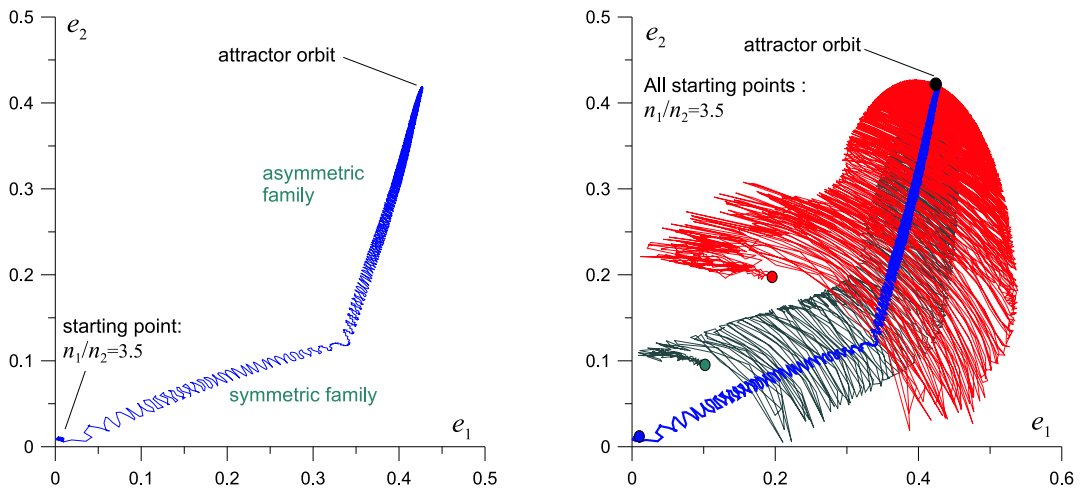 0.5
e₂
attractor orbit
0.4
asymmetric
family
0.3
0.2
starting point:
n₁/n₂=3.5
0.1
symmetric family
e₁
0
0
0.1
0.2
0.3
0.4
0.5
0.5
e₂
attractor orbit
All starting points :
n₁/n₂=3.5
0.4
0.3
0.2
0.1
e₁
0
0
0.2
0.4
0.6